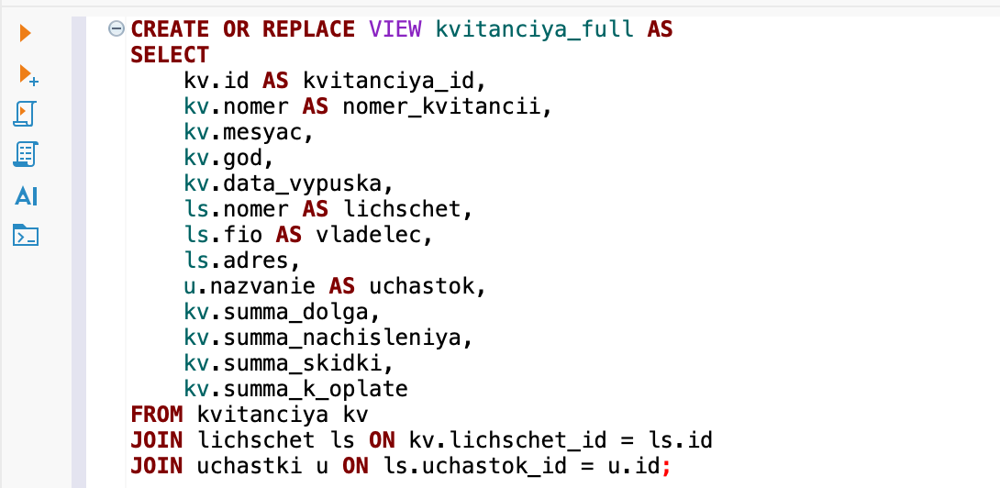 CREATE OR REPLACE VIEW kvitanciya_full AS
SELECT
    kv.id AS kvitanciya_id,
    kv.nomer AS nomer_kvitancii,
    kv.mesyac,
    kv.god,
    kv.data_vypuska,
    ls.nomer AS lichschet,
    ls.fio AS vladelec,
    ls.adres,
    u.nazvanie AS uchastok,
    kv.summa_dolga,
    kv.summa_nachisleniya,
    kv.summa_skidki,
    kv.summa_k_oplate
FROM kvitanciya kv
JOIN lichschet ls ON kv.lichschet_id = ls.id
JOIN uchastki u ON ls.uchastok_id = u.id;
AI